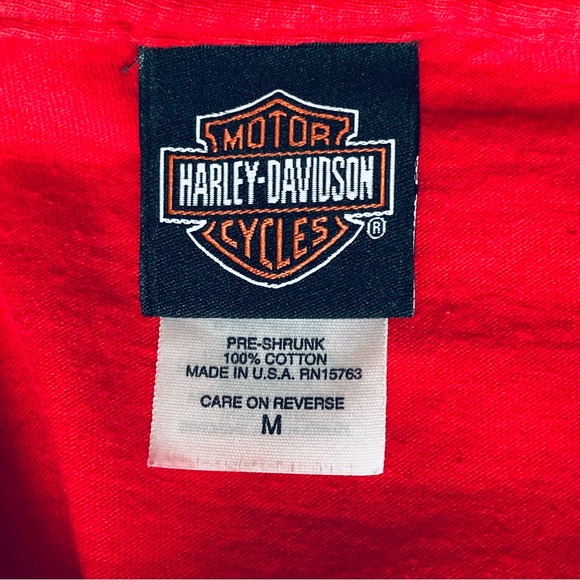 MOTOR
HARLEY-DAVIDSON
CYCLES ®
PRE-SHRUNK
100% COTTON
MADE IN U.S.A. RN15763
CARE ON REVERSE
M